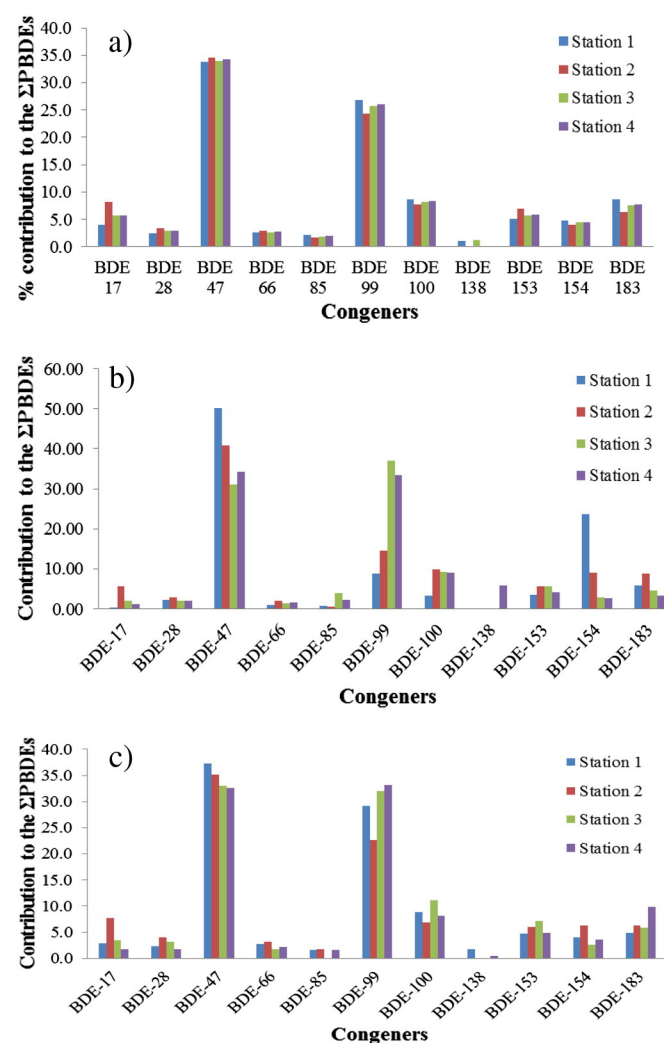 a)
% contribution to the ΣPBDEs
40.0
35.0
30.0
25.0
20.0
15.0
10.0
5.0
0.0
Station 1
Station 2
Station 3
Station 4
BDE BDE BDE BDE BDE BDE BDE BDE BDE BDE BDE
17 28 47 66 85 99 100 138 153 154 183
Congeners
b)
Contribution to the ΣPBDEs
60.00
50.00
40.00
30.00
20.00
10.00
0.00
Station 1
Station 2
Station 3
Station 4
BDE-17 BDE-28 BDE-47 BDE-66 BDE-85 BDE-99 BDE-100 BDE-138 BDE-153 BDE-154 BDE-183
Congeners
c)
Contribution to the ΣPBDEs
40.0
35.0
30.0
25.0
20.0
15.0
10.0
5.0
0.0
Station 1
Station 2
Station 3
Station 4
BDE-17 BDE-28 BDE-47 BDE-66 BDE-85 BDE-99 BDE-100 BDE-138 BDE-153 BDE-154 BDE-183
Congeners